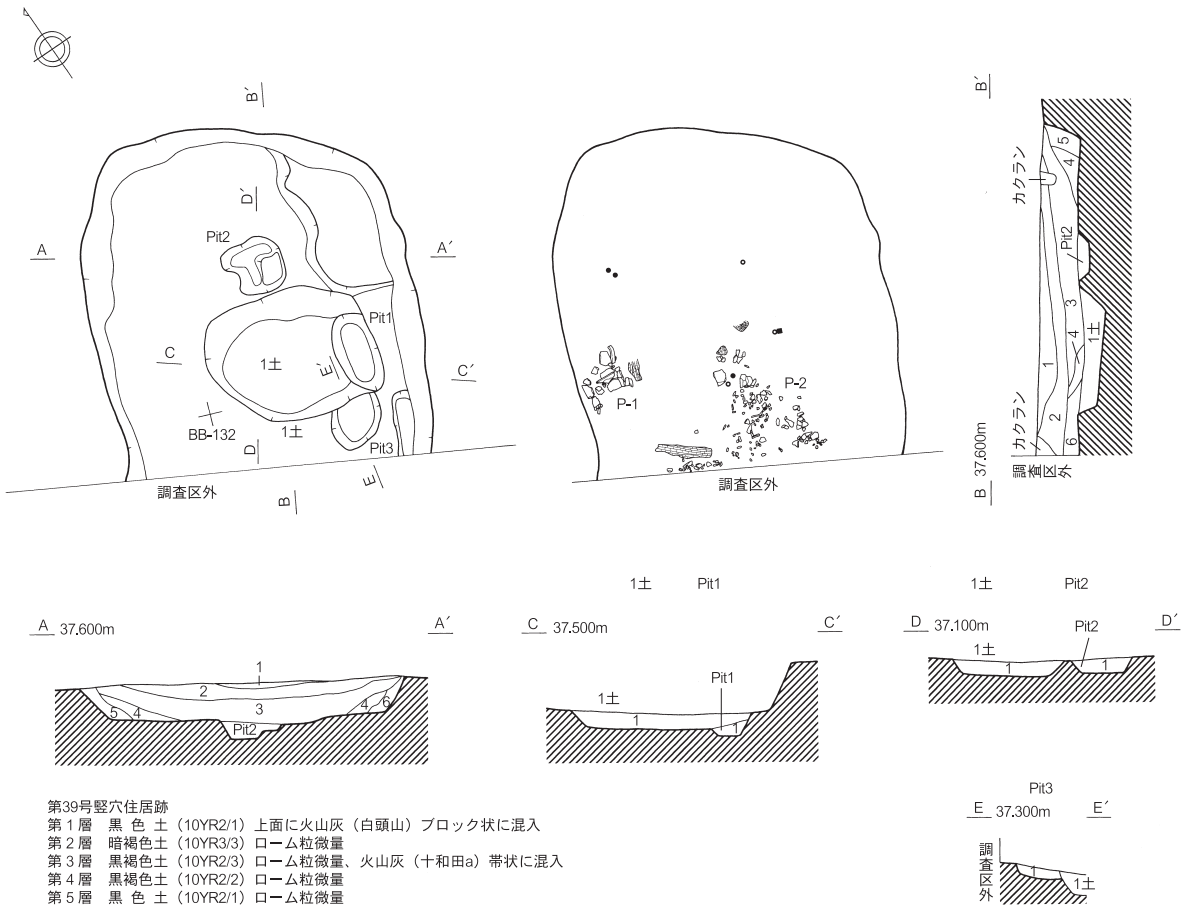 B′
A
A′
D′
Pit2
Pit1
C
C′
1土
E′
BB-132
1土
D
Pit3
E
B
調査区外
P-1
P-2
調査区外
B′
カクラン
5
4
Pit2
3
4
1土
1
2
6
カクラン
B 37.600m
調査区外
1土 Pit1
1土 Pit2
A 37.600m A′
C 37.500m C′
D 37.100m D′
1
2
3
5 4
4 6
Pit2
1土
Pit1
1
1
1土
Pit2
1
1
Pit3
E 37.300m E′
調査区外
1
1土
第39号竪穴住居跡
第1層 黒色土(10YR2/1)上面に火山灰(白頭山)ブロック状に混入
第2層 暗褐色土(10YR3/3)ローム粒微量
第3層 黒褐色土(10YR2/3)ローム粒微量、火山灰(十和田a)帯状に混入
第4層 黒褐色土(10YR2/2)ローム粒微量
第5層 黒色土(10YR2/1)ローム粒微量